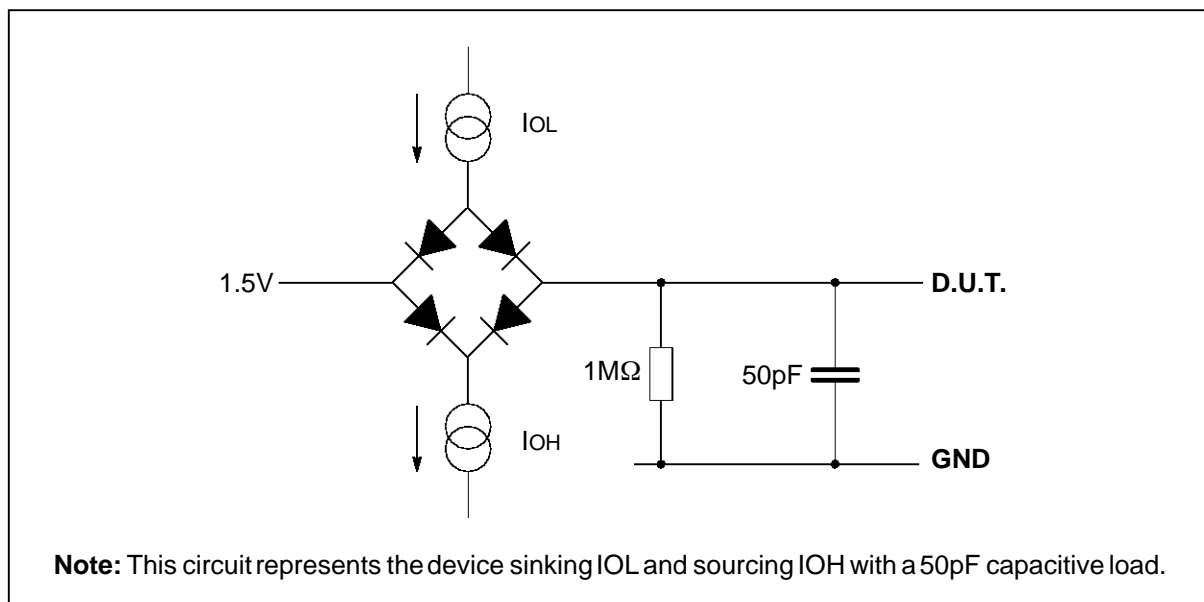 IOL
1.5V
D.U.T.
1MΩ
50pF
IOH
GND
Note: This circuit represents the device sinking IOL and sourcing IOH with a 50pF capacitive load.